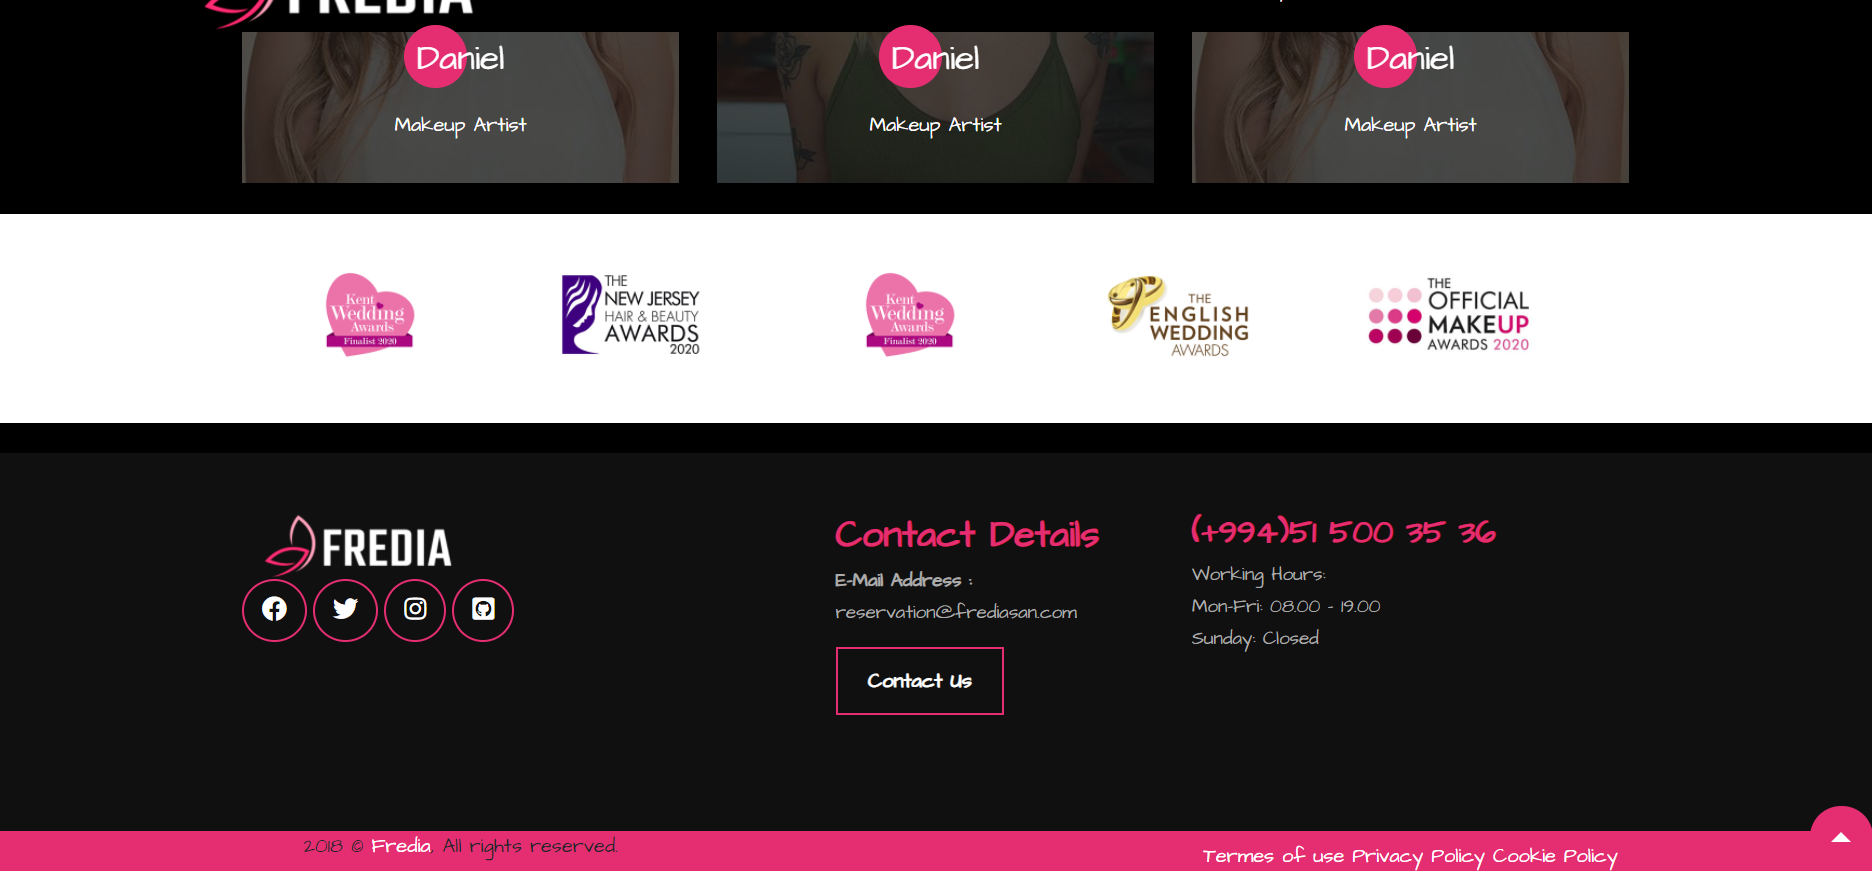 FREDIA
Daniel
Makeup Artist
Daniel
Makeup Artist
Daniel
Makeup Artist
Kent
Wedding
Awards
Finalist 2020
THE
NEW JERSEY
HAIR & BEAUTY
AWARDS
2020
Kent
Wedding
Awards
Finalist 2020
THE
ENGLISH
WEDDING
AWARDS
THE
OFFICIAL
MAKEUP
AWARDS 2020
FREDIA
Contact Details
E-Mail Address :
reservation@frediasan.com
Contact Us
(+994)51 500 35 36
Working Hours:
Mon-Fri: 08.00 - 19.00
Sunday: Closed
2018 © Fredia. All rights reserved.
Termes of use Privacy Policy Cookie Policy